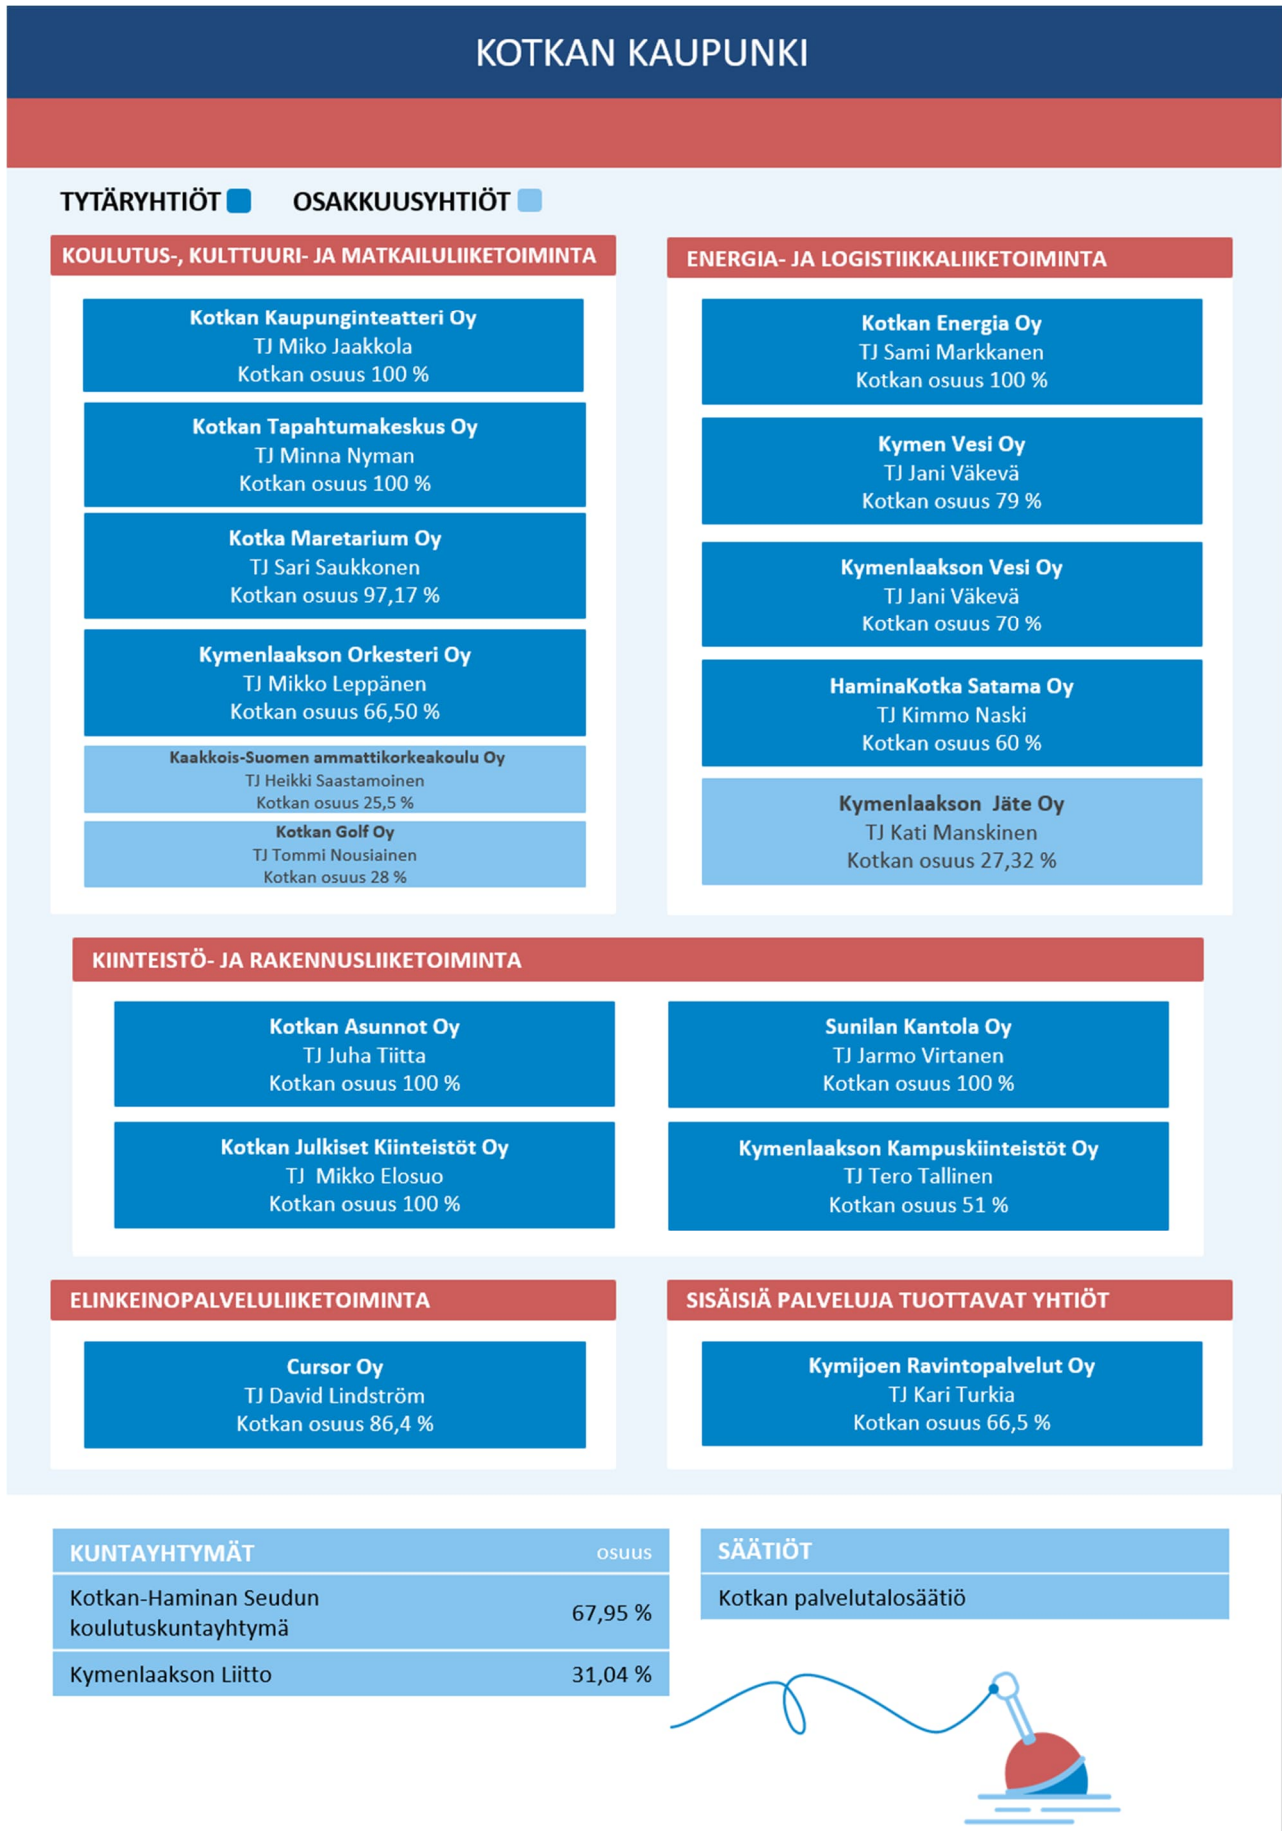 KOTKAN KAUPUNKI
TYTÄRYHTIÖT OSAKKUUSYHTIÖT
KOULUTUS-, KULTTUURI- JA MATKAILULIIKETOIMINTA
Kotkan Kaupunginteatteri Oy
TJ Miko Jaakkola
Kotkan osuus 100 %
Kotkan Tapahtumakeskus Oy
TJ Minna Nyman
Kotkan osuus 100 %
Kotka Maretarium Oy
TJ Sari Saukkonen
Kotkan osuus 97,17 %
Kymenlaakson Orkesteri Oy
TJ Mikko Leppänen
Kotkan osuus 66,50 %
Kaakkois-Suomen ammattikorkeakoulu Oy
TJ Heikki Saastamoinen
Kotkan osuus 25,5 %
Kotkan Golf Oy
TJ Tommi Nousiainen
Kotkan osuus 28 %
ENERGIA- JA LOGISTIIKKALIIKETOIMINTA
Kotkan Energia Oy
TJ Sami Markkanen
Kotkan osuus 100 %
Kymen Vesi Oy
TJ Jani Väkevä
Kotkan osuus 79 %
Kymenlaakson Vesi Oy
TJ Jani Väkevä
Kotkan osuus 70 %
HaminaKotka Satama Oy
TJ Kimmo Naski
Kotkan osuus 60 %
Kymenlaakson Jäte Oy
TJ Kati Manskinen
Kotkan osuus 27,32 %
KIINTEISTÖ- JA RAKENNUSLIIKETOIMINTA
Kotkan Asunnot Oy
TJ Juha Tiitta
Kotkan osuus 100 %
Sunilan Kantola Oy
TJ Jarmo Virtanen
Kotkan osuus 100 %
Kotkan Julkiset Kiinteistöt Oy
TJ Mikko Elosuo
Kotkan osuus 100 %
Kymenlaakson Kampuskiinteistöt Oy
TJ Tero Tallinen
Kotkan osuus 51 %
ELINKEINOPALVELULIIKETOIMINTA
Cursor Oy
TJ David Lindström
Kotkan osuus 86,4 %
SISÄISIÄ PALVELUJA TUOTTAVAT YHTIÖT
Kymijoen Ravintopalvelut Oy
TJ Kari Turkia
Kotkan osuus 66,5 %
KUNTAYHTYMÄT osuus
Kotkan-Haminan Seudun
koulutuskuntayhtymä 67,95 %
Kymenlaakson Liitto 31,04 %
SÄÄTIÖT
Kotkan palvelutalosäätiö